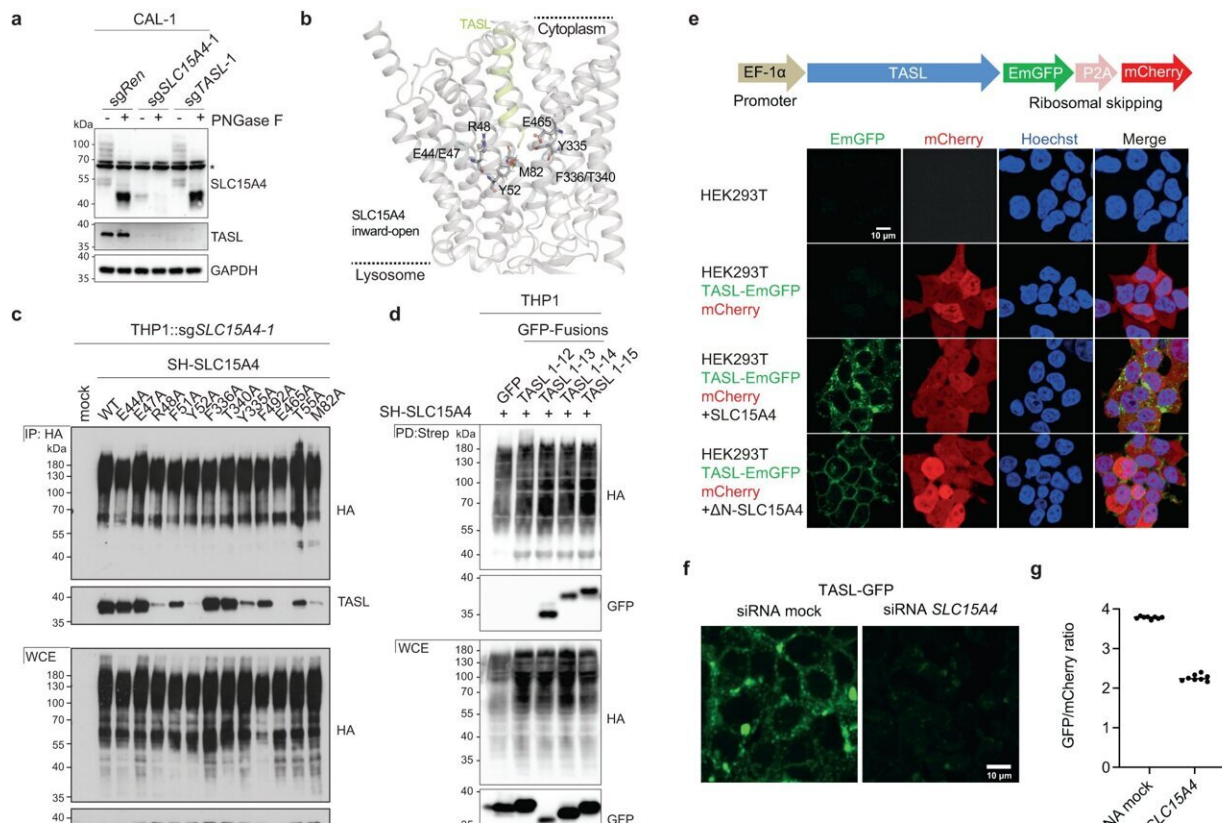 a
CAL-1
sgRen
sgSLC15A4-1
sgTASL-1
- + - + - + PNGase F
kDa
100
70
55
40
*
SLC15A4
40
35
TASL
40
35
GAPDH
b
TASL
Cytoplasm
R48
E465
E44/E47
Y335
M82
F336/T340
Y52
SLC15A4
inward-open
Lysosome
c
THP1::sgSLC15A4-1
SH-SLC15A4
mock
WT
E44A
E47A
R48A
F51A
Y52A
F336A
T340A
Y335A
F492A
E465A
T55A
M82A
IP: HA
kDa
180
130
100
70
55
40
HA
40
35
TASL
WCE
180
130
100
70
55
40
35
HA
40
d
THP1
GFP-Fusions
GFP
TASL 1-12
TASL 1-13
TASL 1-14
TASL 1-15
SH-SLC15A4 + + + + +
PD:Strep kDa
180
130
100
70
55
40
HA
40
35
GFP
WCE
180
130
100
70
55
40
35
HA
40
35
GFP
e
EF-1α
TASL
EmGFP
P2A
mCherry
Promoter
Ribosomal skipping
EmGFP mCherry Hoechst Merge
HEK293T
10 μm
HEK293T
TASL-EmGFP
mCherry
HEK293T
TASL-EmGFP
mCherry
+SLC15A4
HEK293T
TASL-EmGFP
mCherry
+ΔN-SLC15A4
f
TASL-GFP
siRNA mock siRNA SLC15A4
10 μm
g
GFP/mCherry ratio
4
2
0
NA mock
SLC15A4